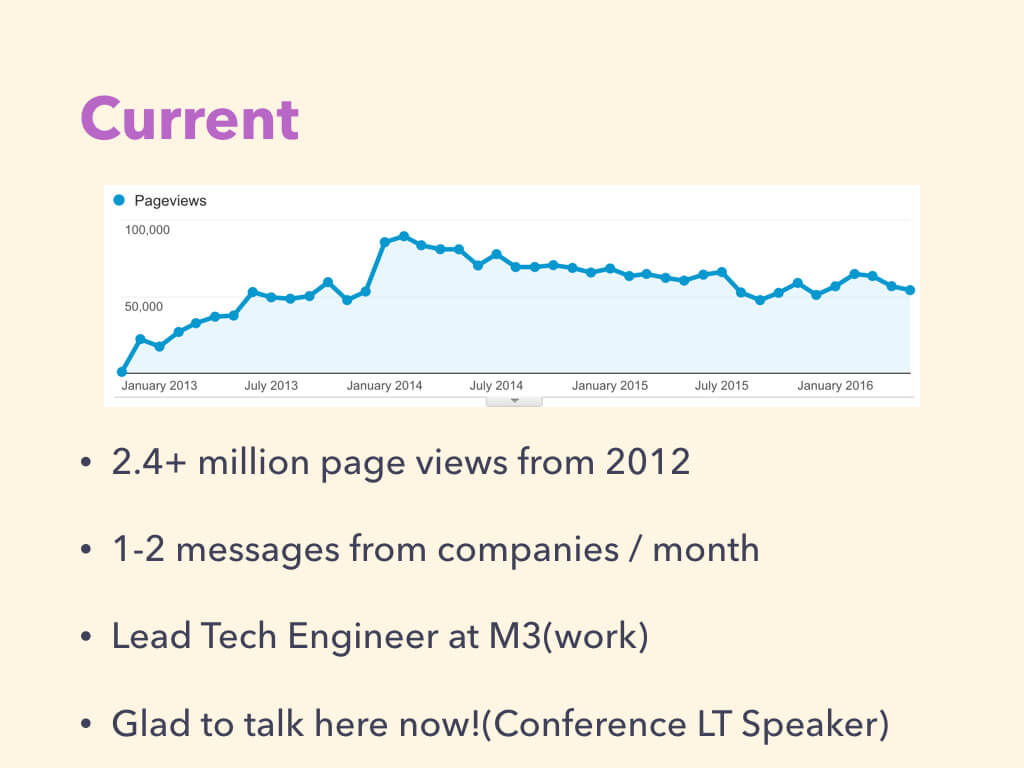 Current
Pageviews
100,000
50,000
January 2013 July 2013 January 2014 July 2014 January 2015 July 2015 January 2016
• 2.4+ million page views from 2012
• 1-2 messages from companies / month
• Lead Tech Engineer at M3(work)
• Glad to talk here now!(Conference LT Speaker)